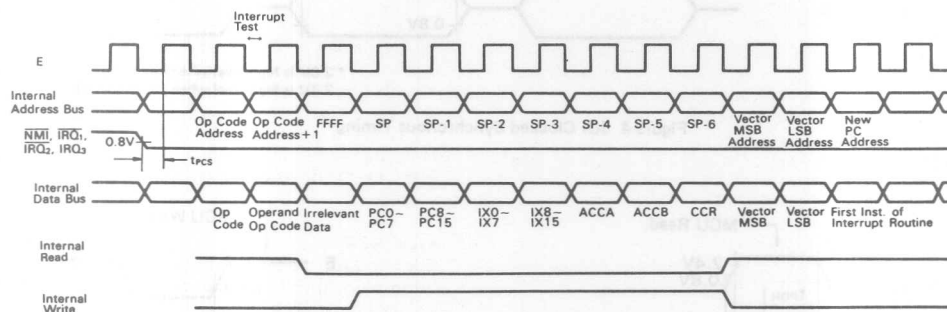 Interrupt
Test
E
Internal
Address Bus
Op Code
Address
Op Code
Address+1
FFFF
SP
SP-1
SP-2
SP-3
SP-4
SP-5
SP-6
Vector
MSB
Address
Vector
LSB
Address
New
PC
Address
NMI, IRQ1,
IRQ2, IRQ3
0.8V
tPCS
Internal
Data Bus
Op
Code
Operand
Op Code
Irrelevant
Data
PC0~
PC7
PC8~
PC15
IX0~
IX7
IX8~
IX15
ACCA
ACCB
CCR
Vector
MSB
Vector
LSB
First Inst. of
Interrupt Routine
Internal
Read
Internal
Write